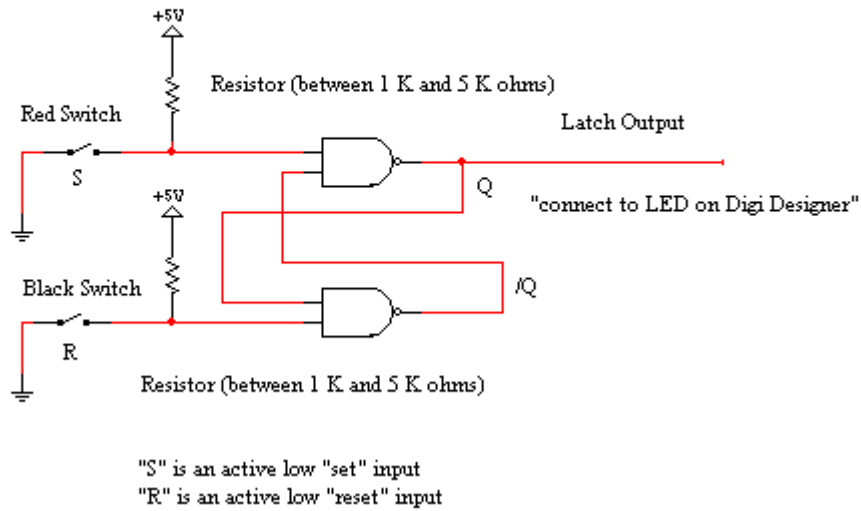 +5V
Resistor (between 1 K and 5 K ohms)
Red Switch
Latch Output
S
Q
+5V
"connect to LED on Digi Designer"
Black Switch
/Q
R
Resistor (between 1 K and 5 K ohms)
"S" is an active low "set" input
"R" is an active low "reset" input